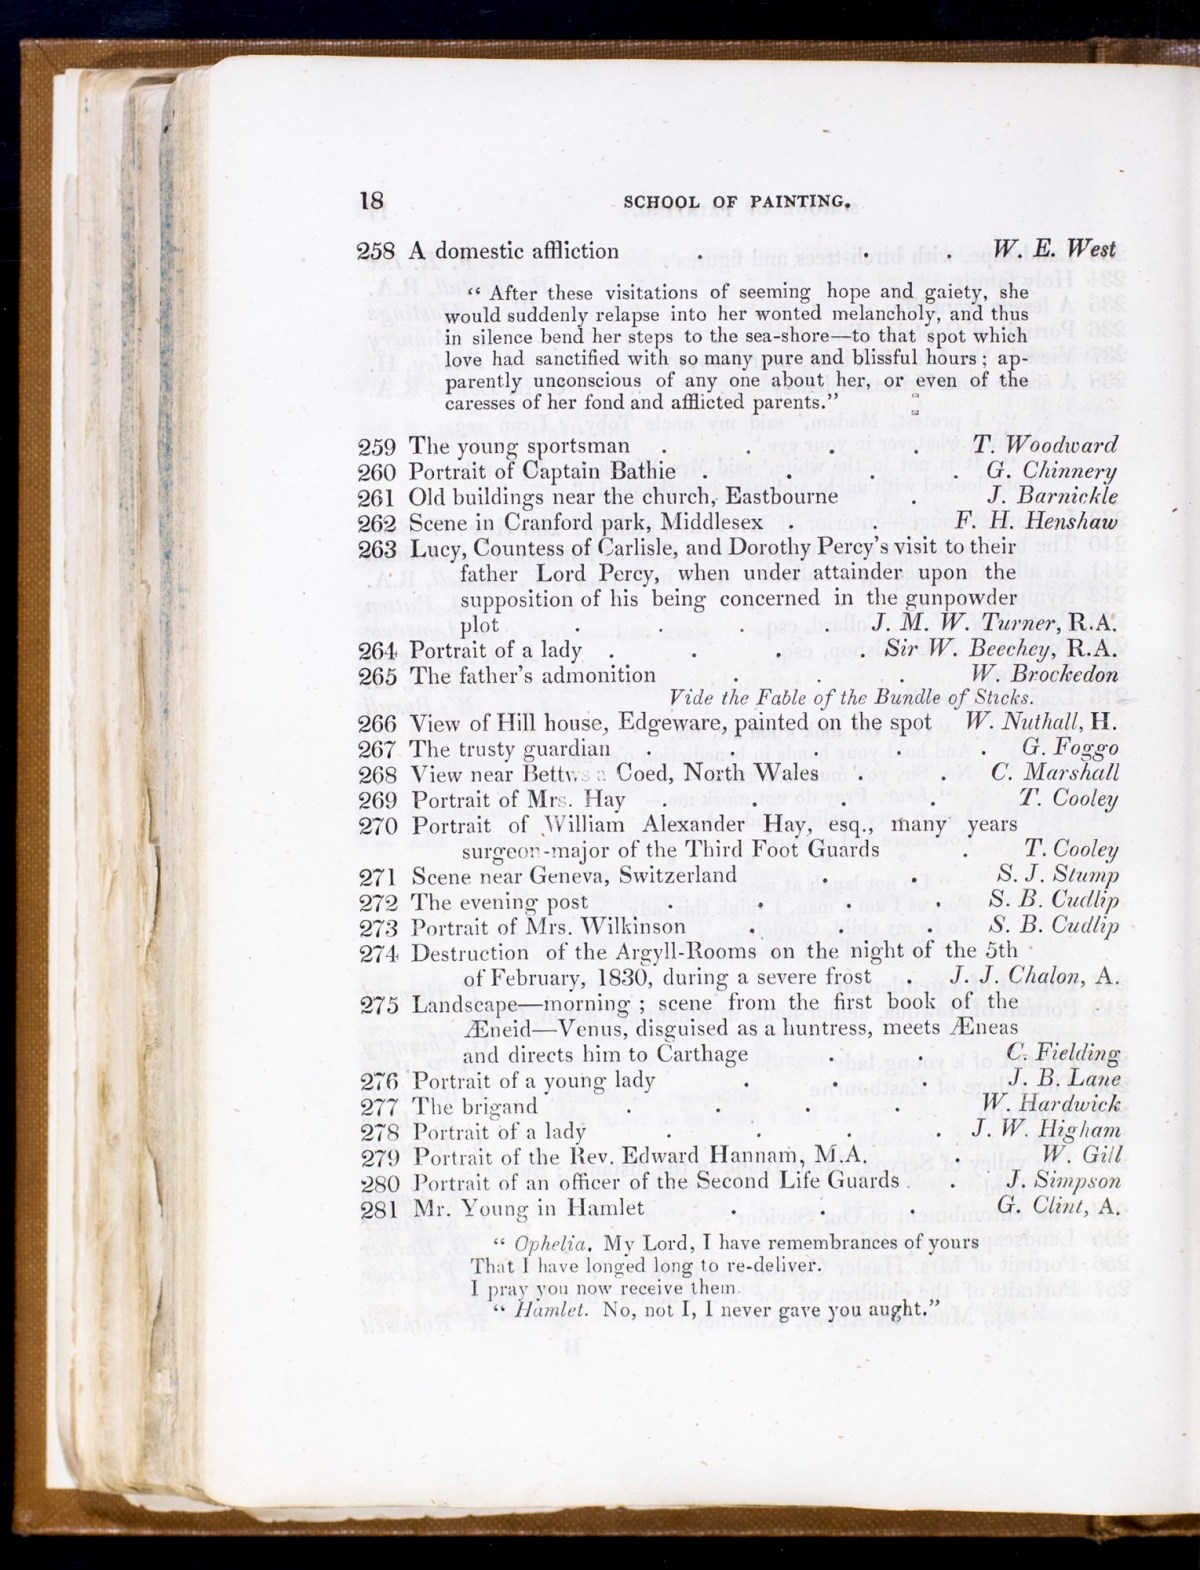 18 SCHOOL OF PAINTING.
258 A domestic affliction . . . W. E. West
“ After these visitations of seeming hope and gaiety, she
would suddenly relapse into her wonted melancholy, and thus
in silence bend her steps to the sea-shore—to that spot which
love had sanctified with so many pure and blissful hours ; ap-
parently unconscious of any one about her, or even of the
caresses of her fond and afflicted parents.”
259 The young sportsman . . . . T. Woodward
260 Portrait of Captain Bathie . . . . G. Chinnery
261 Old buildings near the church, Eastbourne . J. Barnickle
262 Scene in Cranford park, Middlesex . . F. H. Henshaw
263 Lucy, Countess of Carlisle, and Dorothy Percy’s visit to their
father Lord Percy, when under attainder upon the
supposition of his being concerned in the gunpowder
plot . . . . J. M. W. Turner, R.A.
264 Portrait of a lady . . . . Sir W. Beechey, R.A.
265 The father’s admonition . . . W. Brockedon
Vide the Fable of the Bundle of Sticks.
266 View of Hill house, Edgeware, painted on the spot W. Nuthall, H.
267 The trusty guardian . . . . . G. Foggo
268 View near Bettws a Coed, North Wales . . C. Marshall
269 Portrait of Mrs. Hay . . . . T. Cooley
270 Portrait of William Alexander Hay, esq., many years
surgeon-major of the Third Foot Guards . T. Cooley
271 Scene near Geneva, Switzerland . . S. J. Stump
272 The evening post . . . . S. B. Cudlip
273 Portrait of Mrs. Wilkinson . . . S. B. Cudlip
274 Destruction of the Argyll-Rooms on the night of the 5th
of February, 1830, during a severe frost . J. J. Chalon, A.
275 Landscape—morning ; scene from the first book of the
Æneid—Venus, disguised as a huntress, meets Æneas
and directs him to Carthage . . C. Fielding
276 Portrait of a young lady . . . J. B. Lane
277 The brigand . . . . W. Hardwick
278 Portrait of a lady . . . . J. W. Higham
279 Portrait of the Rev. Edward Hannam, M.A. . W. Gill
280 Portrait of an officer of the Second Life Guards . . J. Simpson
281 Mr. Young in Hamlet . . . G. Clint, A.
“ Ophelia. My Lord, I have remembrances of yours
That I have longed long to re-deliver.
I pray you now receive them.
“ Hamlet. No, not I, I never gave you aught.”